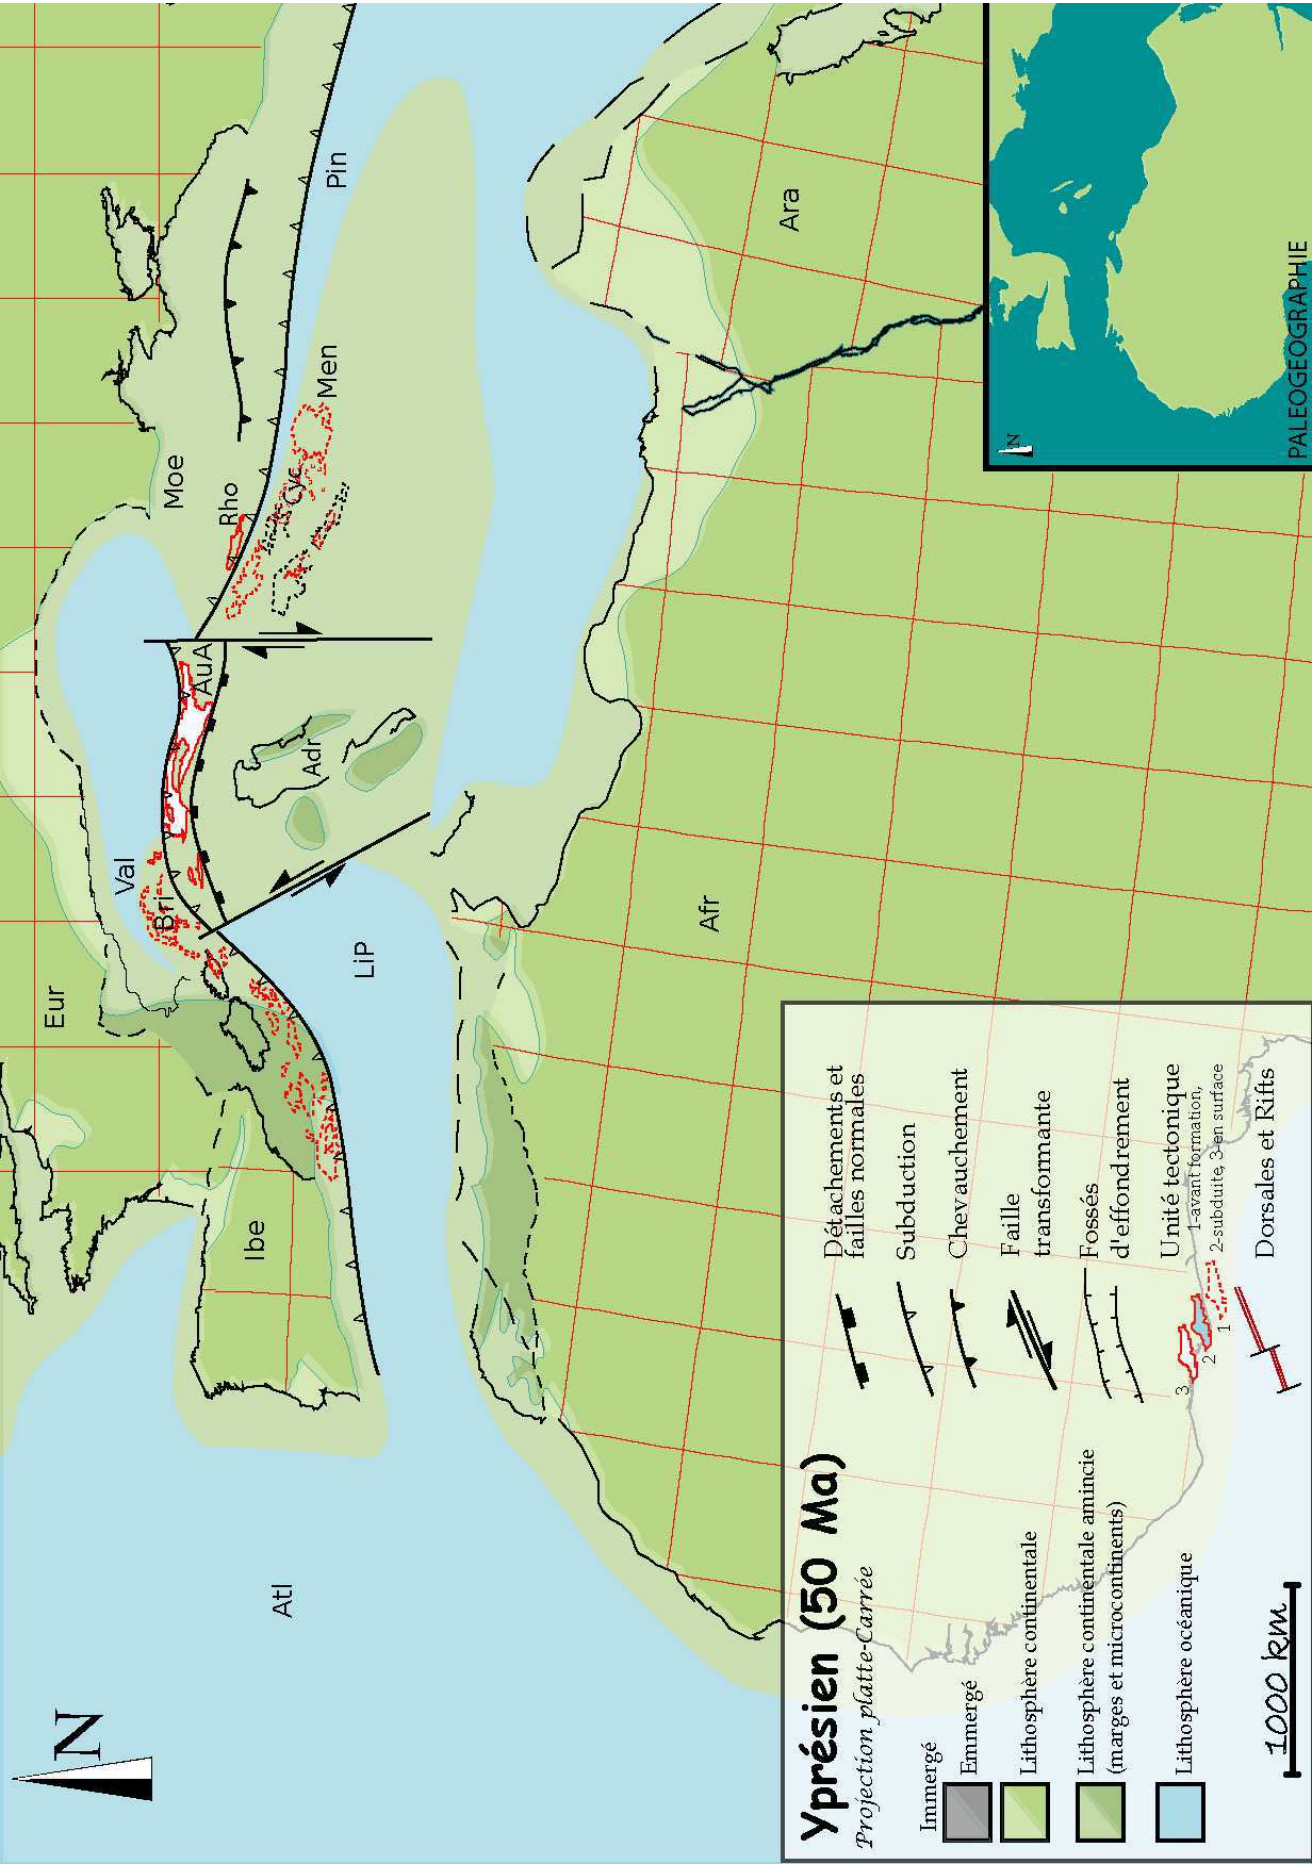 N
Atl
Eur
Ibe
Val
Bri
LiP
AuA
Adr
Moe
Rho
Cyc
Men
Pin
Afr
Ara
Yprésien (50 Ma)
Projection platte-Carrée
Immergé
Emmergé
Lithosphère continentale
Lithosphère continentale amincie
(marges et microcontinents)
Lithosphère océanique
1000 km
Détachements et
failles normales
Subduction
Chevauchement
Faille
transformante
Fossés
d'effondrement
Unité tectonique
1-avant formation,
2-subduite, 3-en surface
3
2
1
Dorsales et Rifts
N
PALEOGEOGRAPHIE